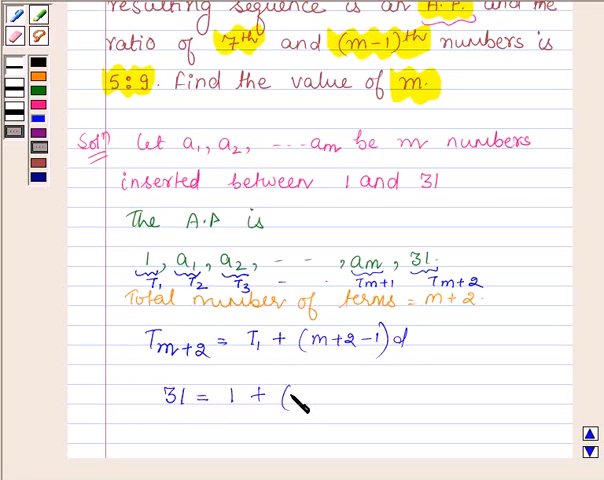 resulting sequence is an A.P. and the
ratio of 7th and (m-1)th numbers is
5:9. Find the value of m.
Solⁿ) Let a₁, a₂, ---am be m numbers
inserted between 1 and 31
The A.P is
1, a₁, a₂, - - - , am, 31.
T₁ T₂ T₃ - - . Tm+1 Tm+2
Total number of terms = m+2.
Tm+2 = T₁ + (m+2-1)d
31 = 1 + (